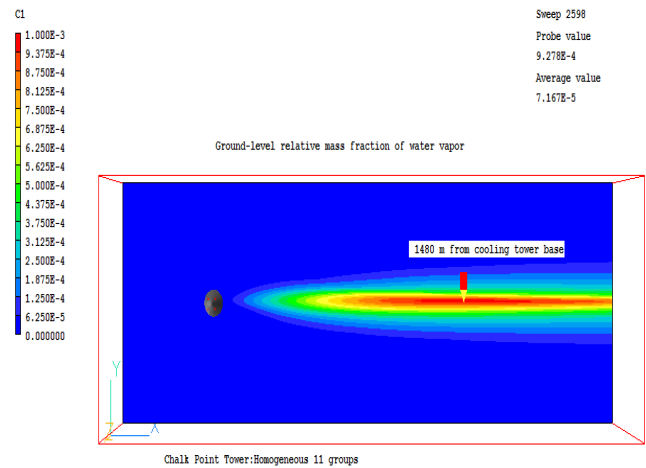 C1
1.000E-3
9.375E-4
8.750E-4
8.125E-4
7.500E-4
6.875E-4
6.250E-4
5.625E-4
5.000E-4
4.375E-4
3.750E-4
3.125E-4
2.500E-4
1.875E-4
1.250E-4
6.250E-5
0.000000
Sweep 2598
Probe value
9.278E-4
Average value
7.167E-5
Ground-level relative mass fraction of water vapor
1480 m from cooling tower base
Y
Z
X
Chalk Point Tower:Homogeneous 11 groups